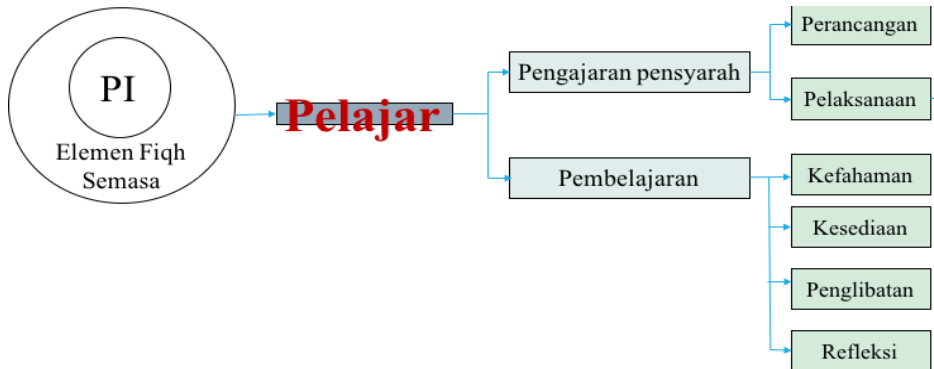 PI
Elemen Fiqh
Semasa
Pelajar
Pengajaran pensyarah
Perancangan
Pelaksanaan
Pembelajaran
Kefahaman
Kesediaan
Penglibatan
Refleksi